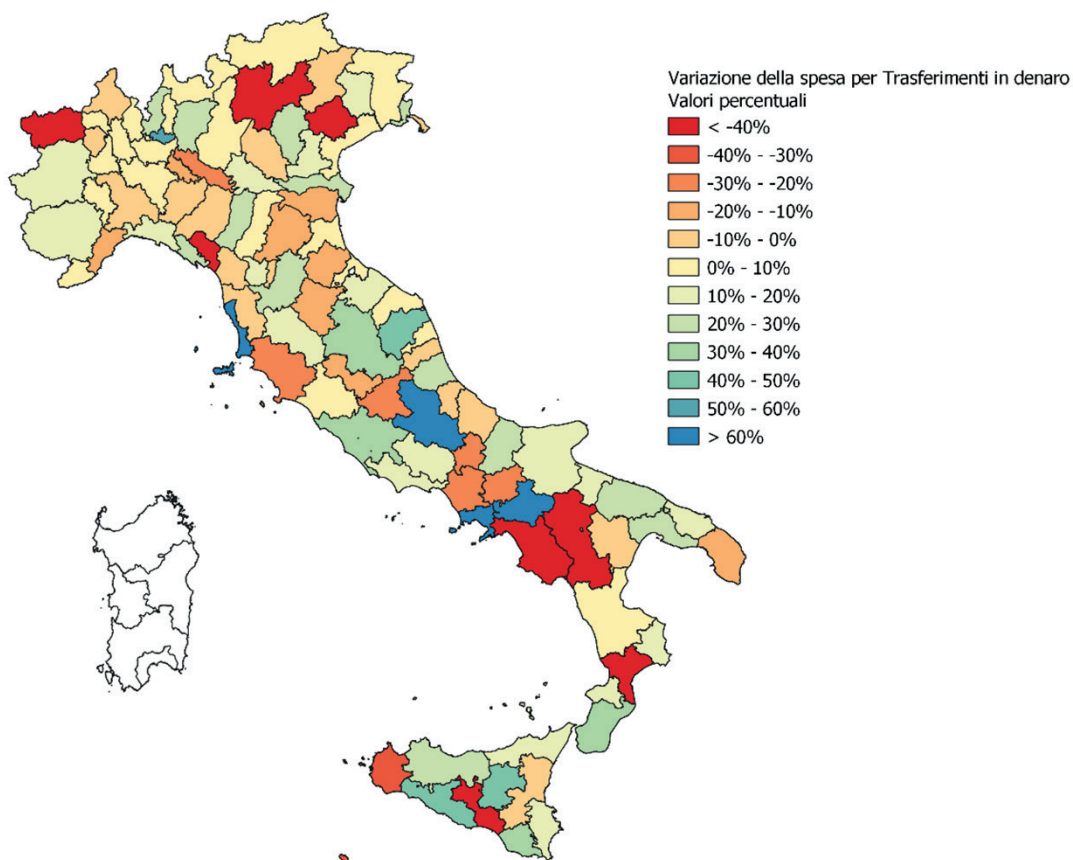 Variazione della spesa per Trasferimenti in denaro
Valori percentuali
< -40%
-40% - -30%
-30% - -20%
-20% - -10%
-10% - 0%
0% - 10%
10% - 20%
20% - 30%
30% - 40%
40% - 50%
50% - 60%
> 60%